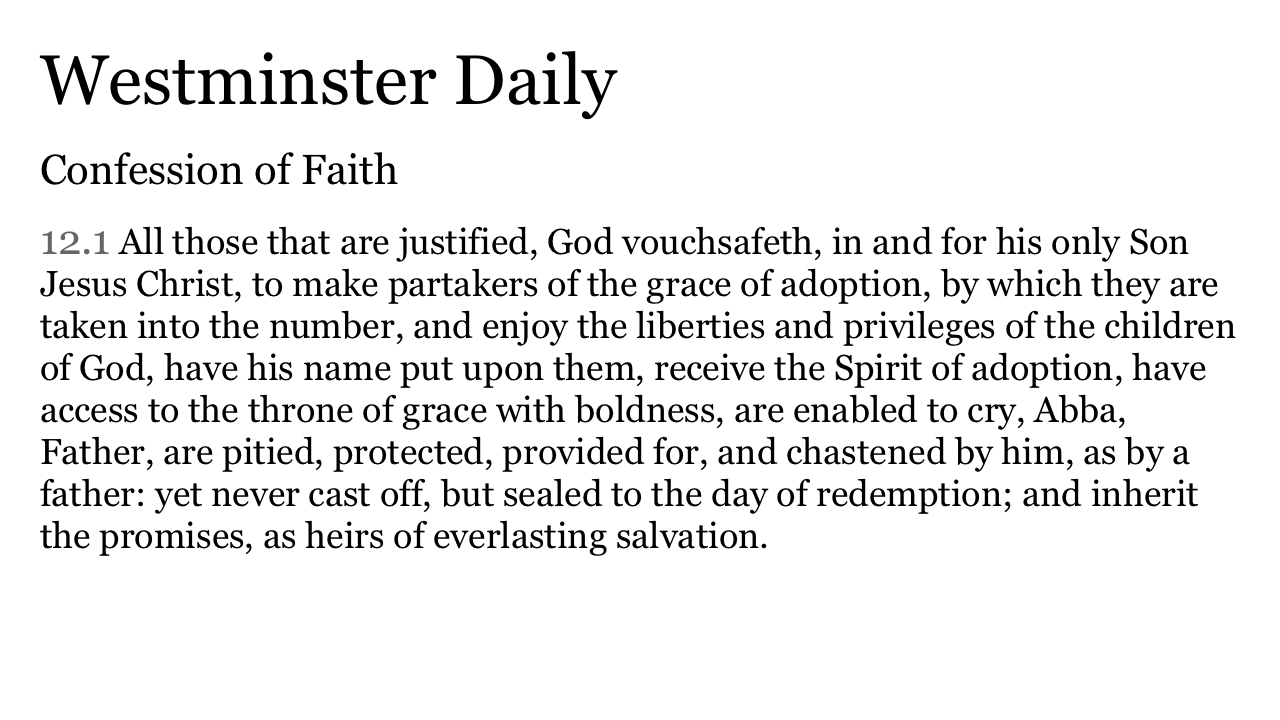 Westminster Daily
Confession of Faith
12.1 All those that are justified, God vouchsafeth, in and for his only Son
Jesus Christ, to make partakers of the grace of adoption, by which they are
taken into the number, and enjoy the liberties and privileges of the children
of God, have his name put upon them, receive the Spirit of adoption, have
access to the throne of grace with boldness, are enabled to cry, Abba,
Father, are pitied, protected, provided for, and chastened by him, as by a
father: yet never cast off, but sealed to the day of redemption; and inherit
the promises, as heirs of everlasting salvation.